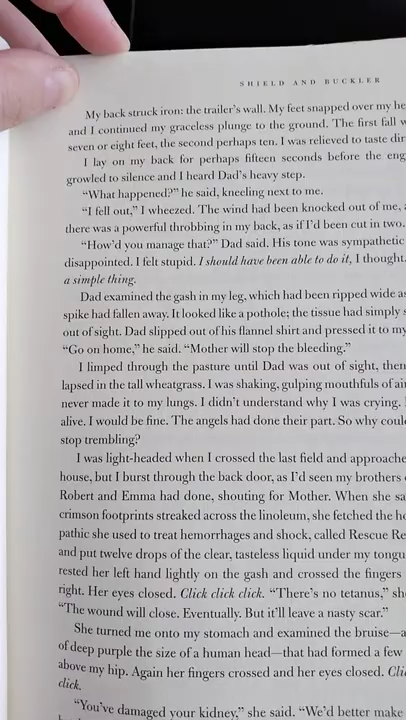 SHIELD AND BUCKLER
My back struck iron: the trailer's wall. My feet snapped over my he
and I continued my graceless plunge to the ground. The first fall w
seven or eight feet, the second perhaps ten. I was relieved to taste dir
I lay on my back for perhaps fifteen seconds before the eng
growled to silence and I heard Dad's heavy step.
"What happened?" he said, kneeling next to me.
"I fell out," I wheezed. The wind had been knocked out of me,
there was a powerful throbbing in my back, as if I'd been cut in two.
"How'd you manage that?" Dad said. His tone was sympathetic
disappointed. I felt stupid. I should have been able to do it, I thought.
a simple thing.
Dad examined the gash in my leg, which had been ripped wide as
spike had fallen away. It looked like a pothole; the tissue had simply s
out of sight. Dad slipped out of his flannel shirt and pressed it to my
"Go on home," he said. "Mother will stop the bleeding."
I limped through the pasture until Dad was out of sight, then
lapsed in the tall wheatgrass. I was shaking, gulping mouthfuls of air
never made it to my lungs. I didn't understand why I was crying.
alive. I would be fine. The angels had done their part. So why coul
stop trembling?
I was light-headed when I crossed the last field and approache
house, but I burst through the back door, as I'd seen my brothers
Robert and Emma had done, shouting for Mother. When she sa
crimson footprints streaked across the linoleum, she fetched the ho
pathic she used to treat hemorrhages and shock, called Rescue Re
and put twelve drops of the clear, tasteless liquid under my tongu
rested her left hand lightly on the gash and crossed the fingers
right. Her eyes closed. Click click click. "There's no tetanus," she
"The wound will close. Eventually. But it'll leave a nasty scar."
She turned me onto my stomach and examined the bruise—a
of deep purple the size of a human head—that had formed a few
above my hip. Again her fingers crossed and her eyes closed. Clic
click.
"You've damaged your kidney," she said. "We'd better make